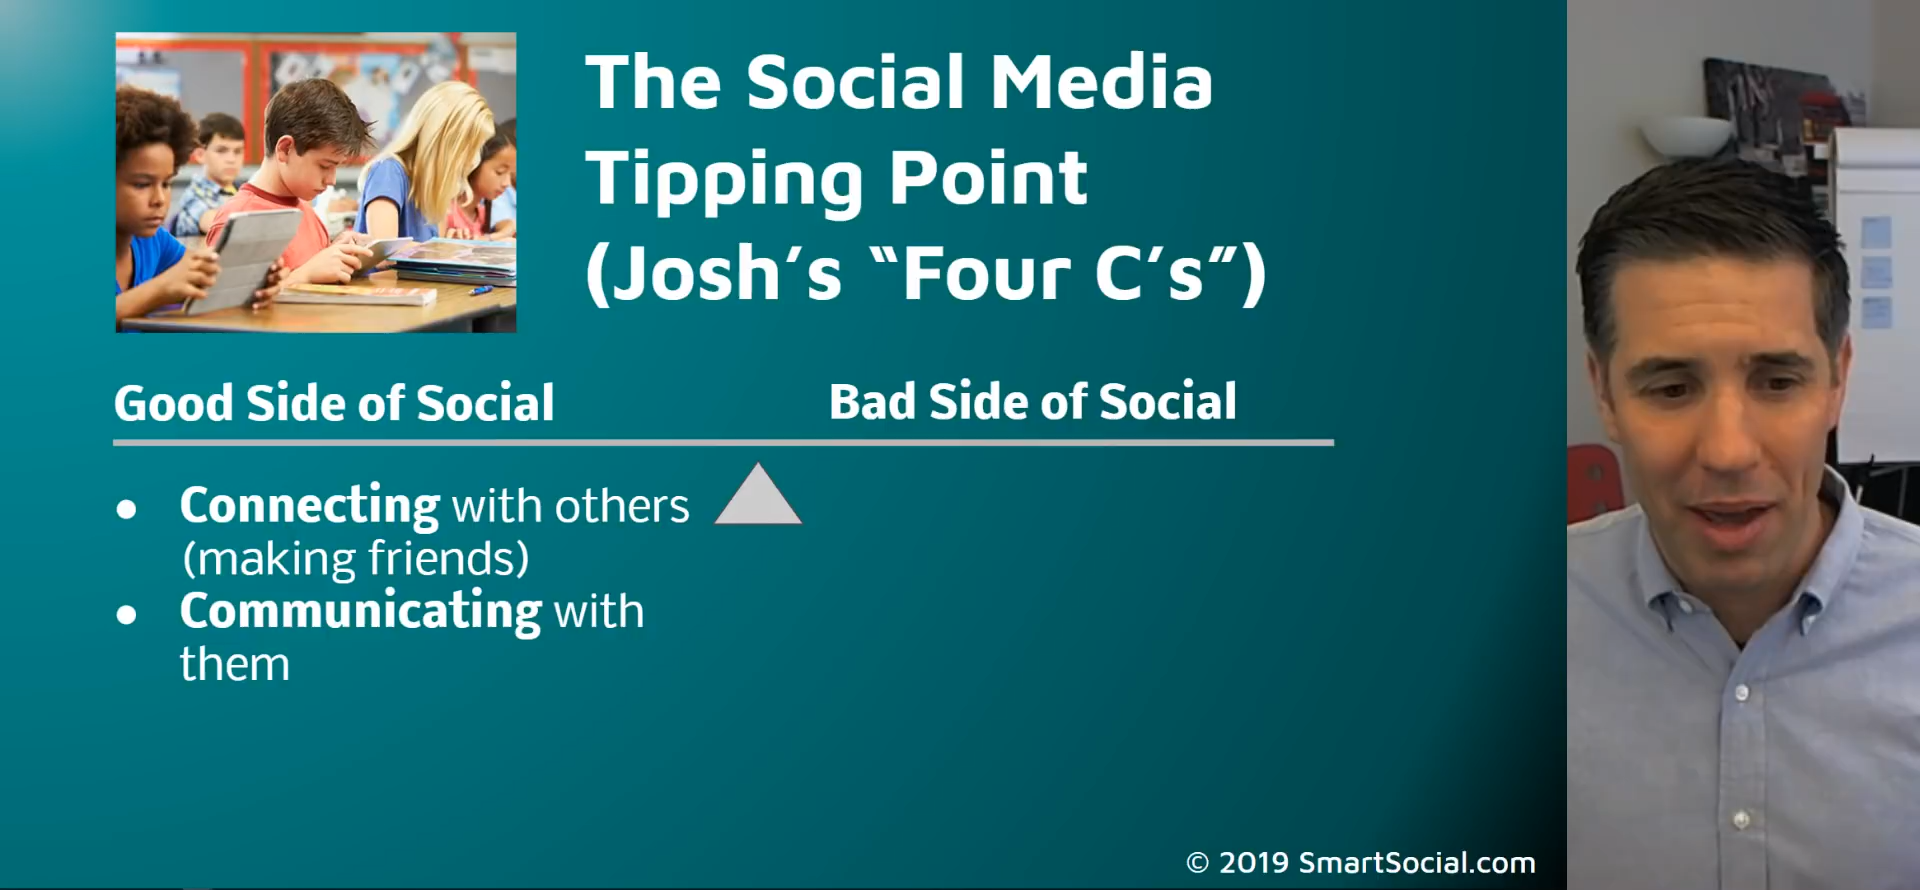 The Social Media
Tipping Point
(Josh’s “Four C’s”)
Good Side of Social
Bad Side of Social
● Connecting with others
(making friends)
● Communicating with
them
© 2019 SmartSocial.com